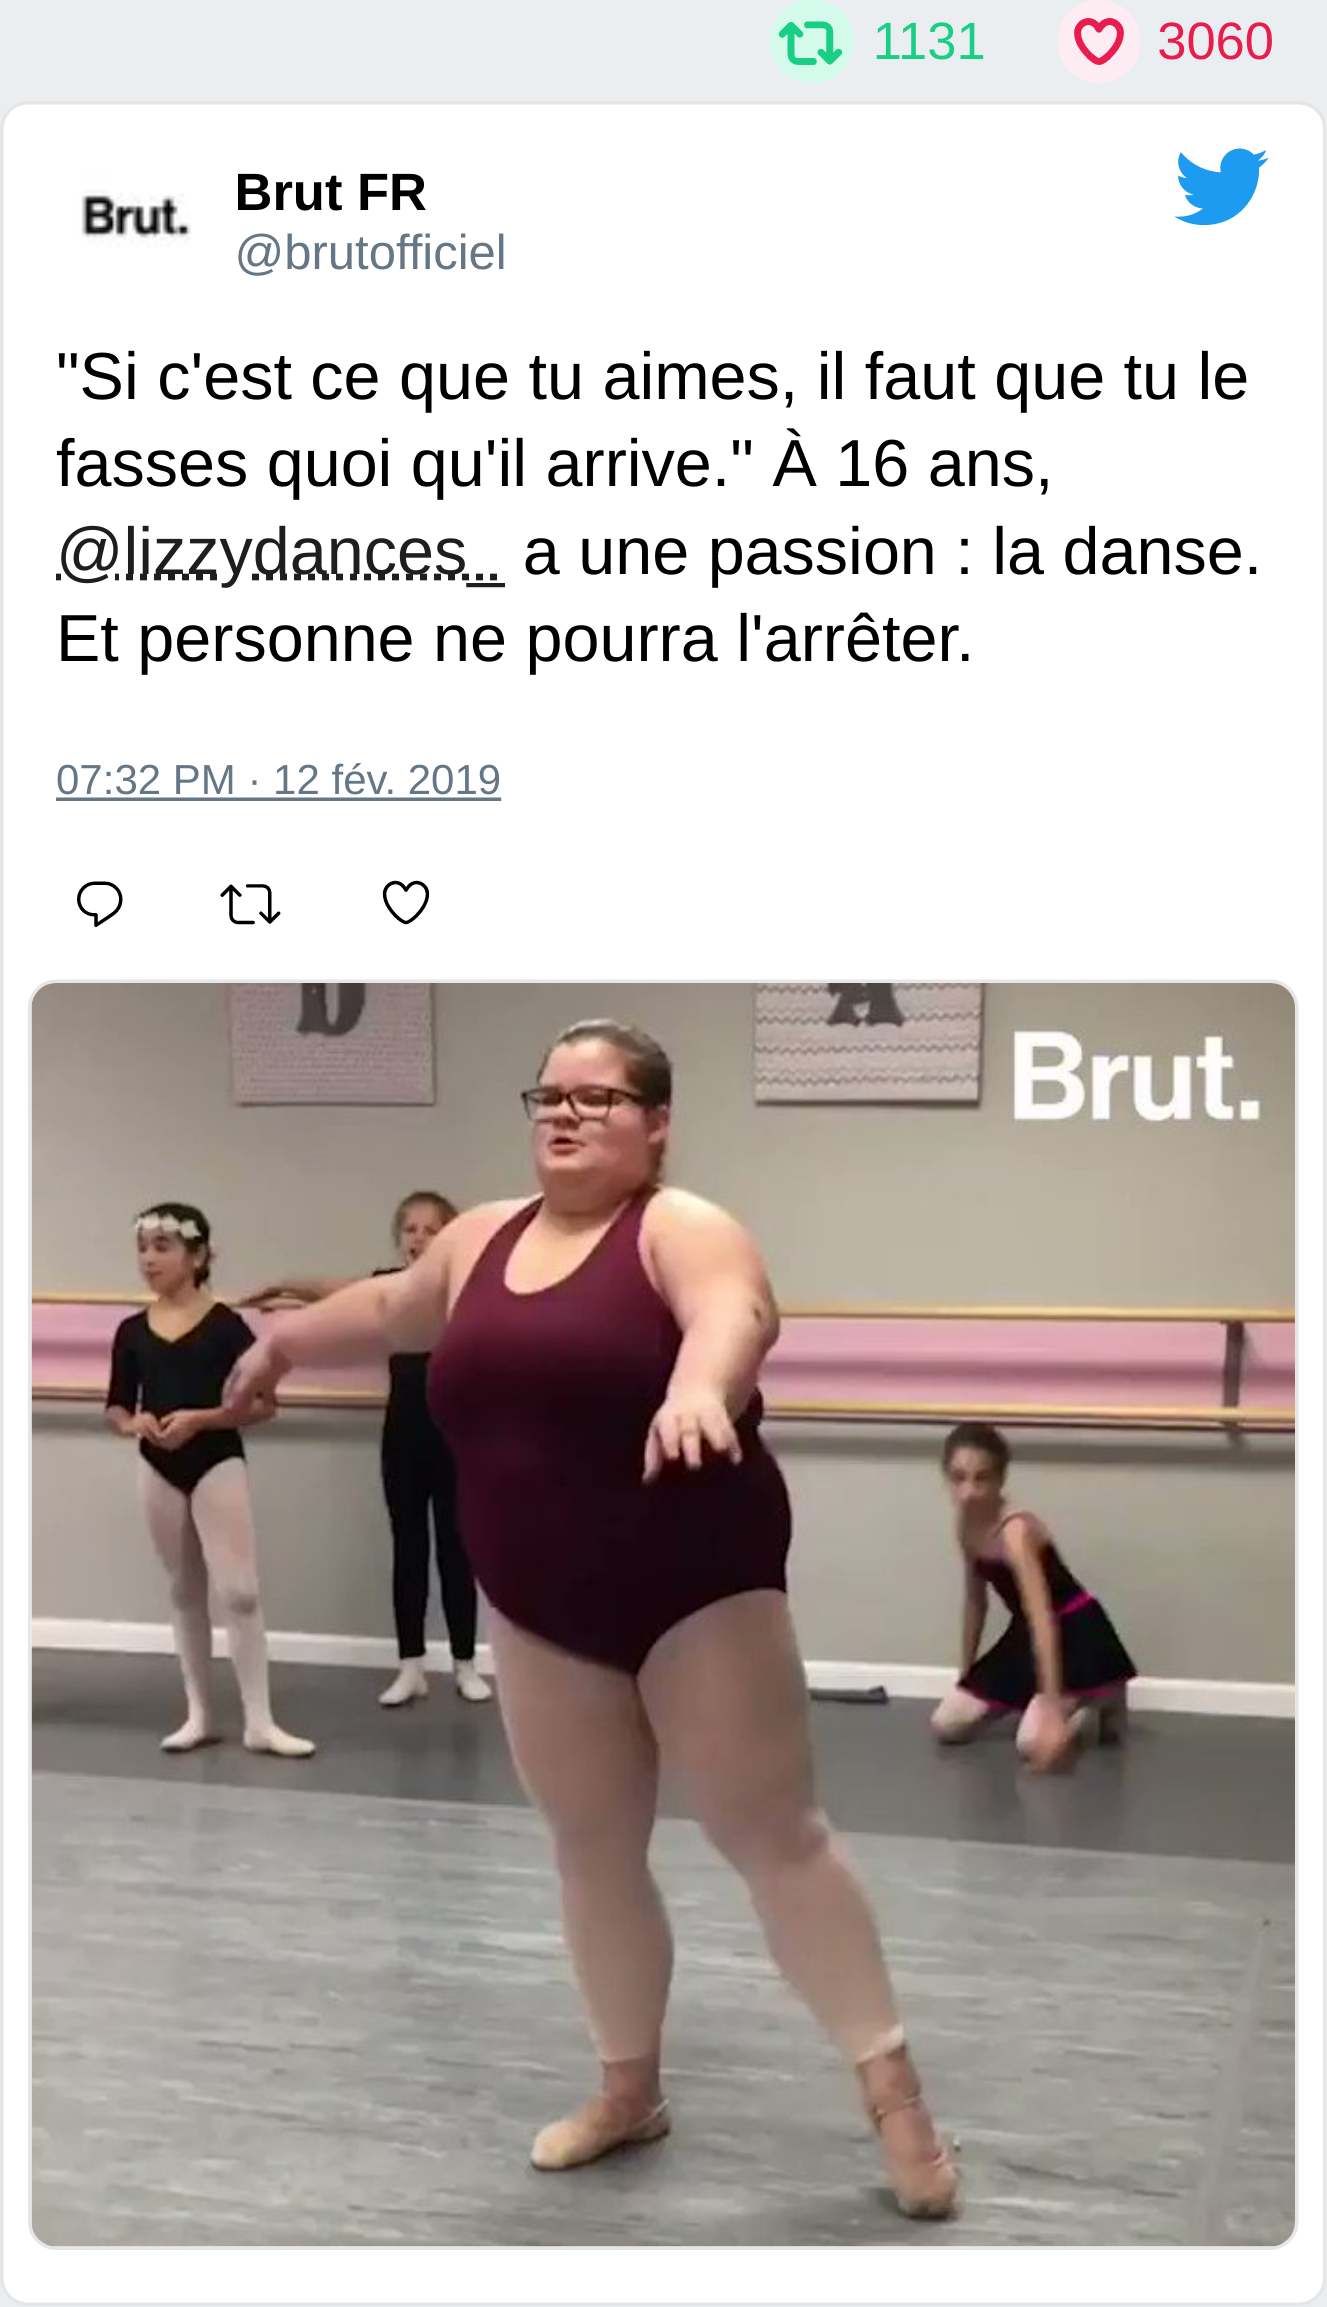 1131 3060
Brut.
Brut FR
@brutofficiel
"Si c'est ce que tu aimes, il faut que tu le
fasses quoi qu'il arrive." À 16 ans,
@lizzydances_ a une passion : la danse.
Et personne ne pourra l'arrêter.
07:32 PM · 12 fév. 2019
D A
Brut.